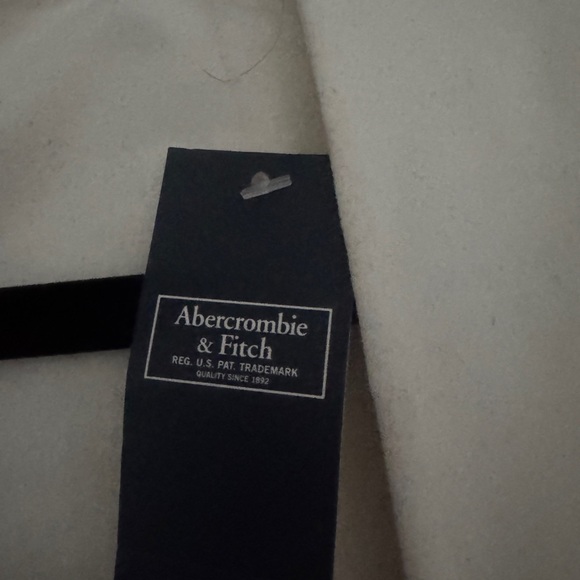 Abercrombie
& Fitch
REG. U.S. PAT. TRADEMARK
QUALITY SINCE 1892